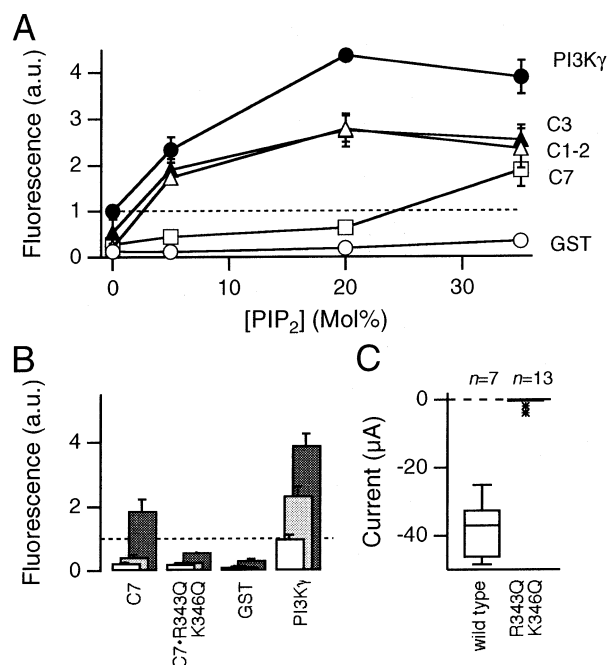 A
Fluorescence (a.u.)
4
3
2
1
0
0
10
20
30
[PIP2] (Mol%)
PI3Kγ
C3
C1-2
C7
GST
B
Fluorescence (a.u.)
4
2
0
C7
C7•R343Q
K346Q
GST
PI3Kγ
C
n=7 n=13
Current (µA)
0
-20
-40
wild type
R343Q
K346Q